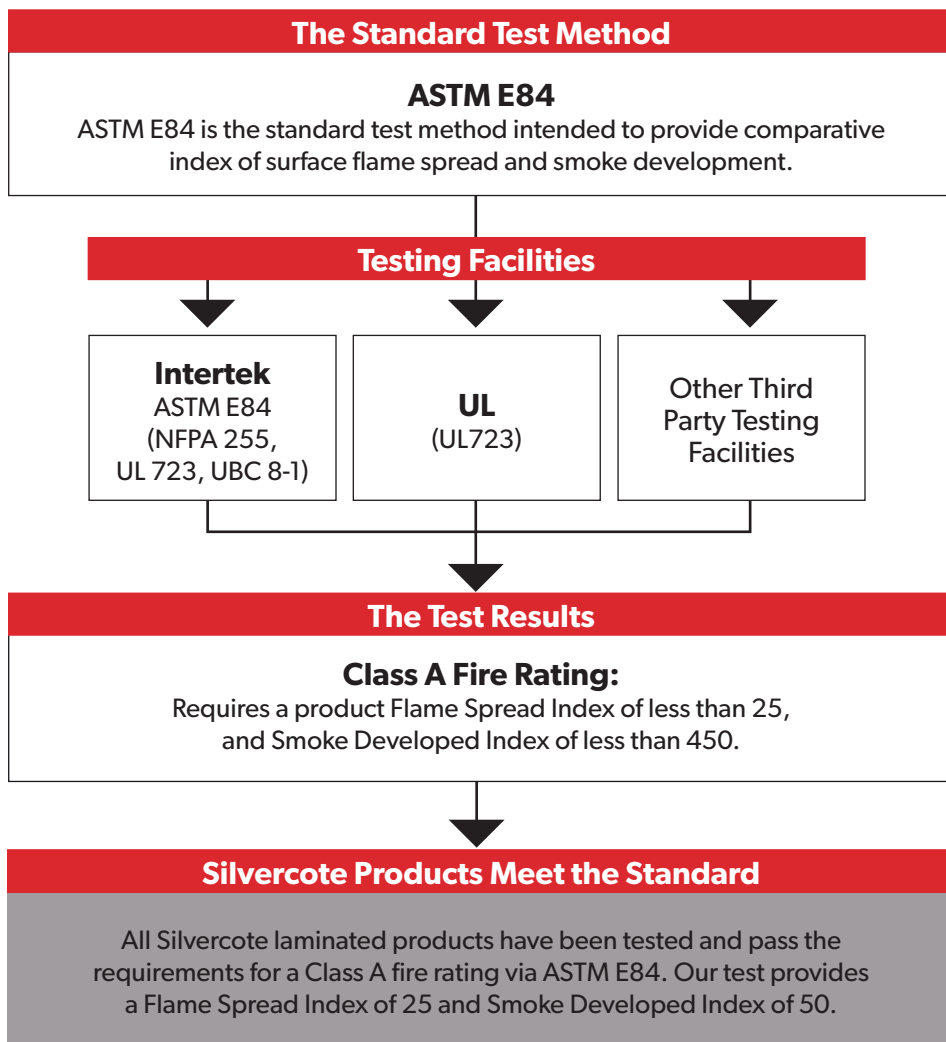 The Standard Test Method
ASTM E84
ASTM E84 is the standard test method intended to provide comparative
index of surface flame spread and smoke development.
Testing Facilities
Intertek
ASTM E84
(NFPA 255,
UL 723, UBC 8-1)
UL
(UL723)
Other Third
Party Testing
Facilities
The Test Results
Class A Fire Rating:
Requires a product Flame Spread Index of less than 25,
and Smoke Developed Index of less than 450.
Silvercote Products Meet the Standard
All Silvercote laminated products have been tested and pass the
requirements for a Class A fire rating via ASTM E84. Our test provides
a Flame Spread Index of 25 and Smoke Developed Index of 50.